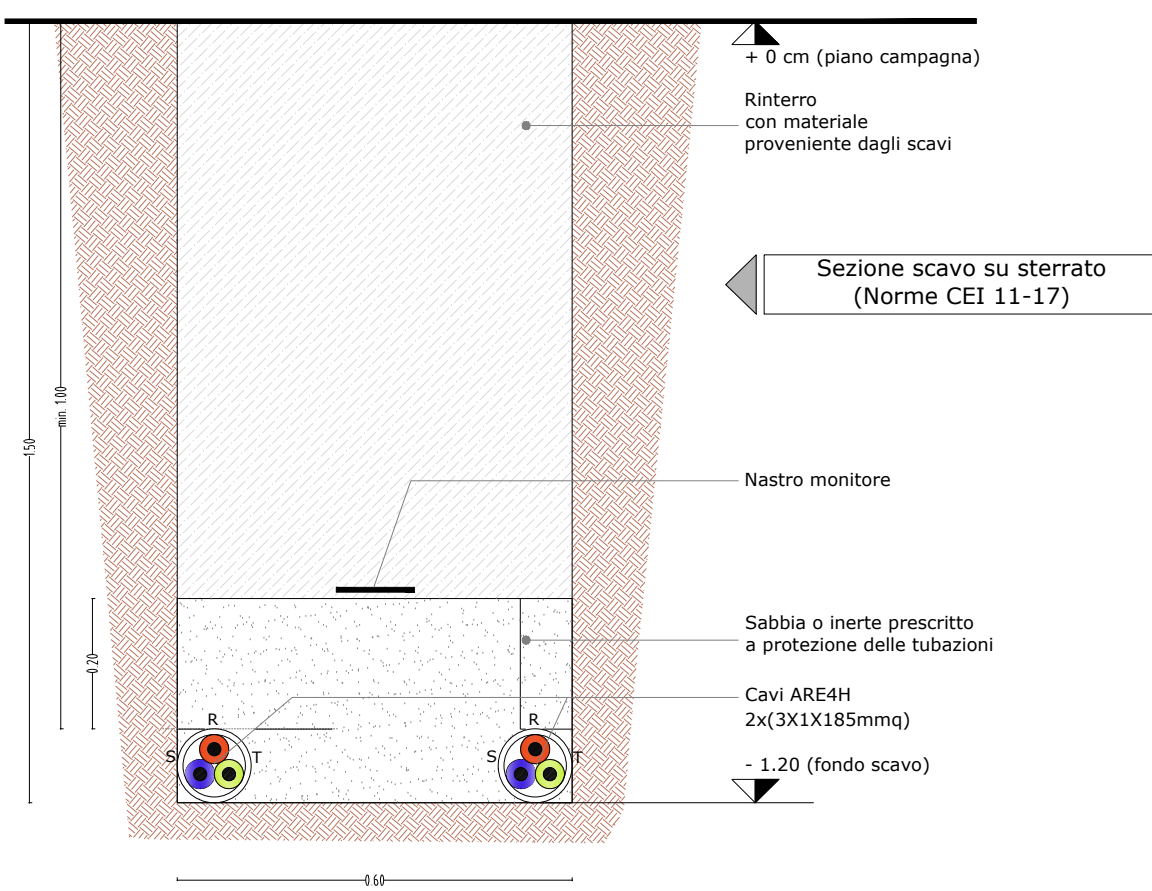 + 0 cm (piano campagna)
Rinterro
con materiale
proveniente dagli scavi
Sezione scavo su sterrato
(Norme CEI 11-17)
min. 1.00
1.50
Nastro monitore
Sabbia o inerte prescritto
a protezione delle tubazioni
0.20
Cavi ARE4H
2x(3X1X185mmq)
R
S
T
R
S
T
- 1.20 (fondo scavo)
0.60